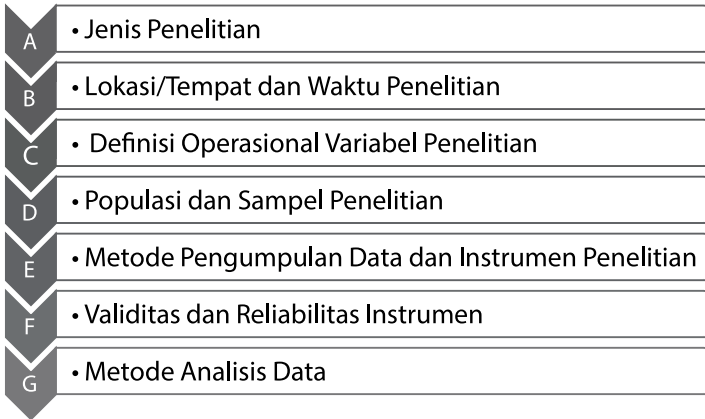 A • Jenis Penelitian
B • Lokasi/Tempat dan Waktu Penelitian
C • Definisi Operasional Variabel Penelitian
D • Populasi dan Sampel Penelitian
E • Metode Pengumpulan Data dan Instrumen Penelitian
F • Validitas dan Reliabilitas Instrumen
G • Metode Analisis Data